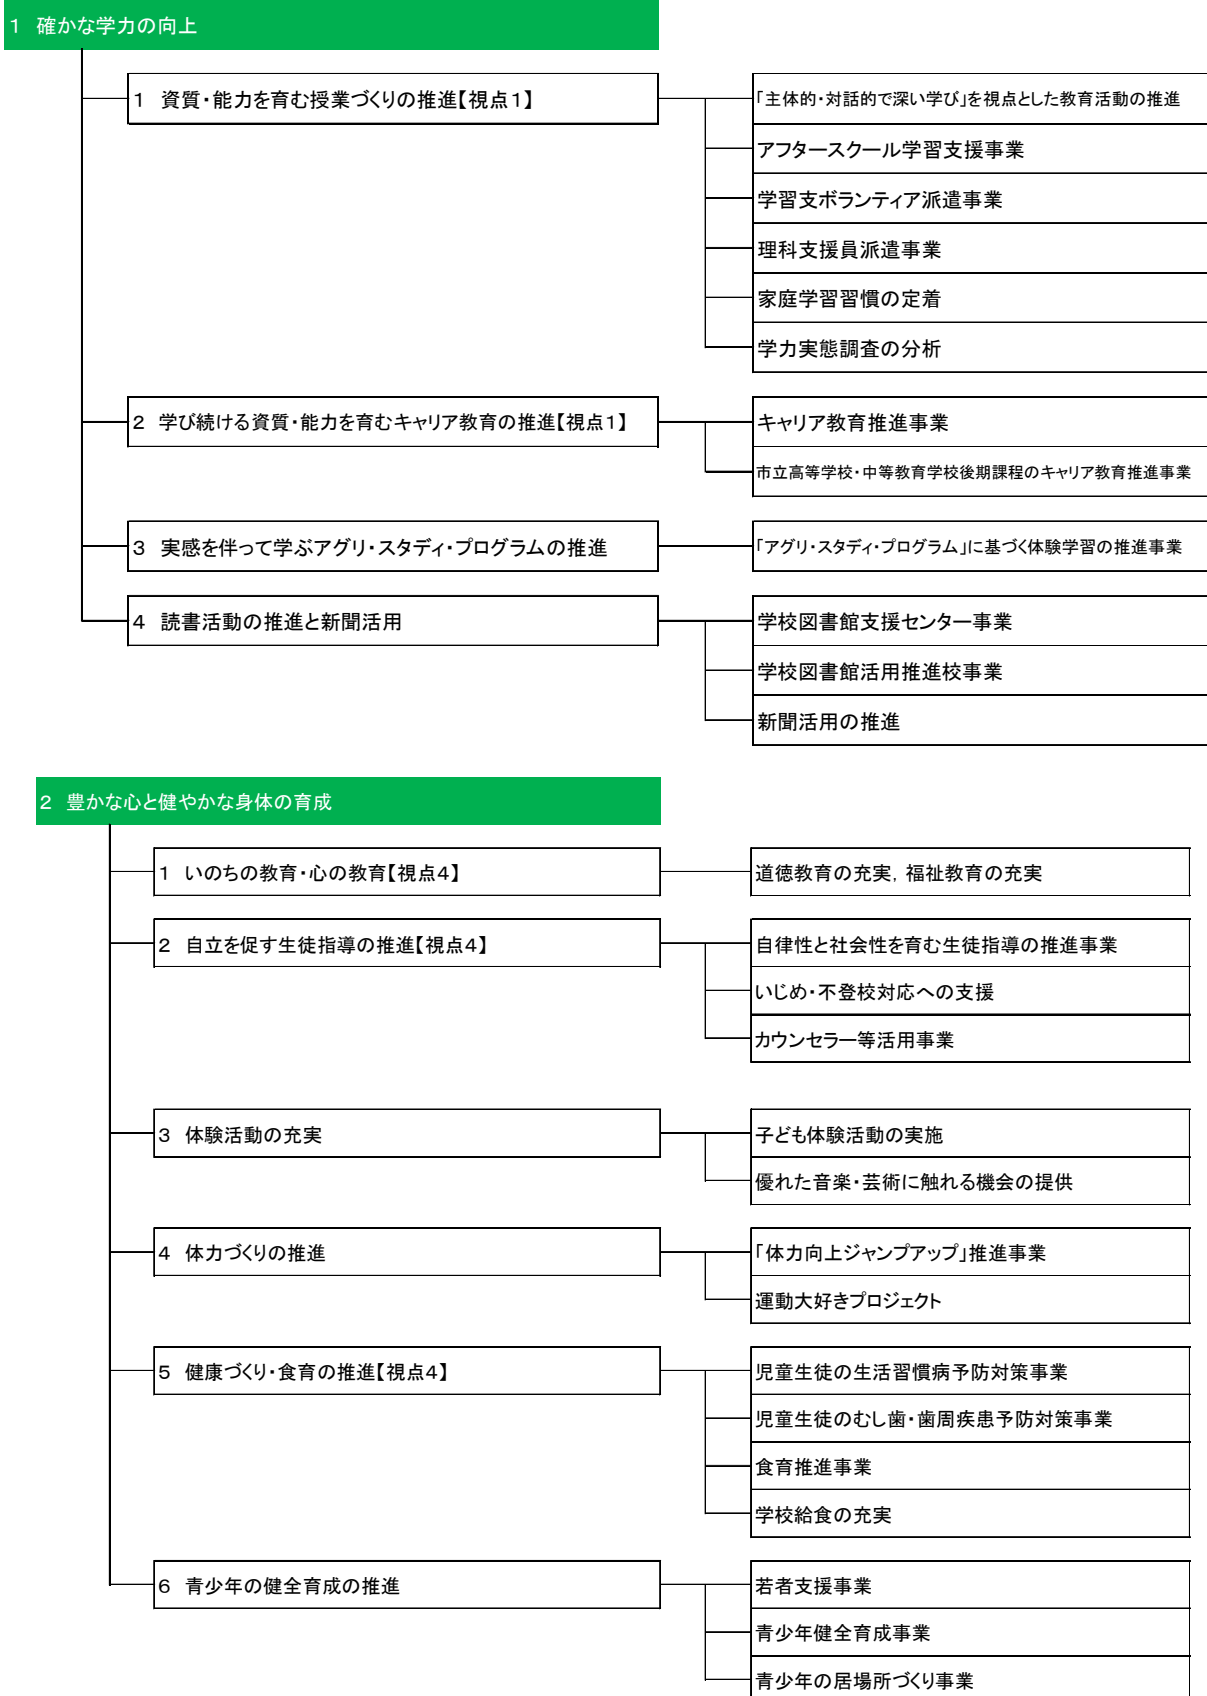 1　確かな学力の向上
1　資質・能力を育む授業づくりの推進【視点1】
「主体的・対話的で深い学び」を視点とした教育活動の推進
アフタースクール学習支援事業
学習支ボランティア派遣事業
理科支援員派遣事業
家庭学習習慣の定着
学力実態調査の分析
2　学び続ける資質・能力を育むキャリア教育の推進【視点1】
キャリア教育推進事業
市立高等学校・中等教育学校後期課程のキャリア教育推進事業
3　実感を伴って学ぶアグリ・スタディ・プログラムの推進
「アグリ・スタディ・プログラム」に基づく体験学習の推進事業
4　読書活動の推進と新聞活用
学校図書館支援センター事業
学校図書館活用推進校事業
新聞活用の推進
2　豊かな心と健やかな身体の育成
1　いのちの教育・心の教育【視点4】
道徳教育の充実，福祉教育の充実
2　自立を促す生徒指導の推進【視点4】
自律性と社会性を育む生徒指導の推進事業
いじめ・不登校対応への支援
カウンセラー等活用事業
3　体験活動の充実
子ども体験活動の実施
優れた音楽・芸術に触れる機会の提供
4　体力づくりの推進
「体力向上ジャンプアップ」推進事業
運動大好きプロジェクト
5　健康づくり・食育の推進【視点4】
児童生徒の生活習慣病予防対策事業
児童生徒のむし歯・歯周疾患予防対策事業
食育推進事業
学校給食の充実
6　青少年の健全育成の推進
若者支援事業
青少年健全育成事業
青少年の居場所づくり事業